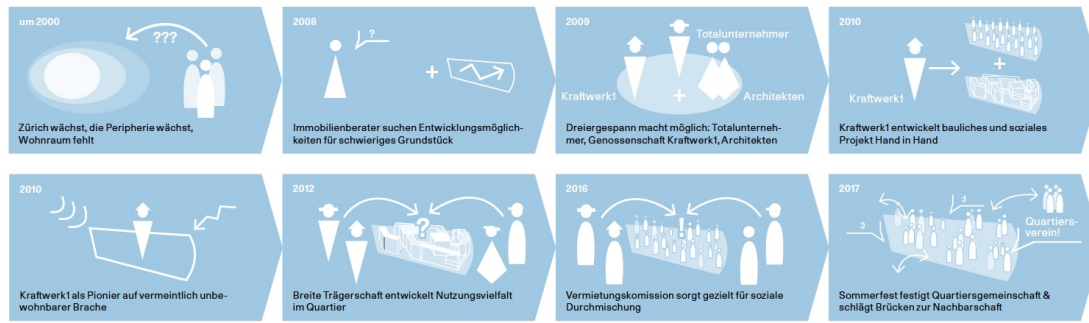 um 2000
???
Zürich wächst, die Peripherie wächst,
Wohnraum fehlt
2008
?
+
Immobilienberater suchen Entwicklungsmöglich-
keiten für schwieriges Grundstück
2009
Totalunternehmer
Kraftwerk1
+
Architekten
Dreiergespann macht möglich: Totalunterneh-
mer, Genossenschaft Kraftwerk1, Architekten
2010
+
Kraftwerk1
Kraftwerk1 entwickelt bauliches und soziales
Projekt Hand in Hand
2010
Kraftwerk1 als Pionier auf vermeintlich unbe-
wohnbarer Brache
2012
?
Breite Trägerschaft entwickelt Nutzungsvielfalt
im Quartier
2016
!
Vermietungskomission sorgt gezielt für soziale
Durchmischung
2017
:)
:)
Quartiers-
verein!
Sommerfest festigt Quartiersgemeinschaft &
schlägt Brücken zur Nachbarschaft